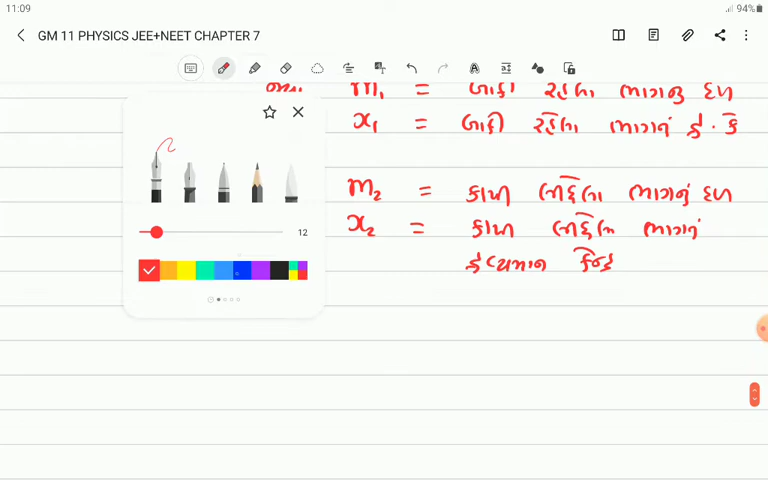 11:09 94%
GM 11 PHYSICS JEE+NEET CHAPTER 7
m₁ = બાકી રહેલા ભાગનું દળ
x₁ = બાકી રહેલા ભાગનું
m₂ = કાપી લીધેલા ભાગનું દળ
x₂ = કાપી લીધેલ ભાગનું
દ્રવ્યમાન કેન્દ્ર
12